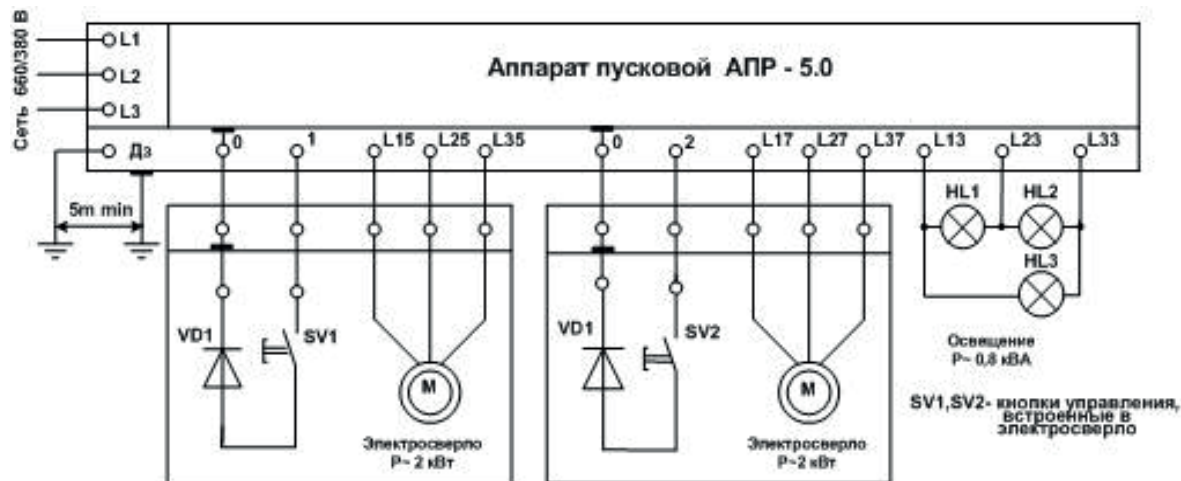 Сеть 660/380 В
L1
L2
L3
Аппарат пусковой АПР - 5.0
Дз
0
1
L15
L25
L35
0
2
L17
L27
L37
L13
L23
L33
5m min
HL1
HL2
HL3
VD1
SV1
M
VD1
SV2
M
Освещение
Р~ 0,8 кВА
SV1,SV2- кнопки управления,
встроенные в
электросверло
Электросверло
Р~ 2 кВт
Электросверло
Р~2 кВт